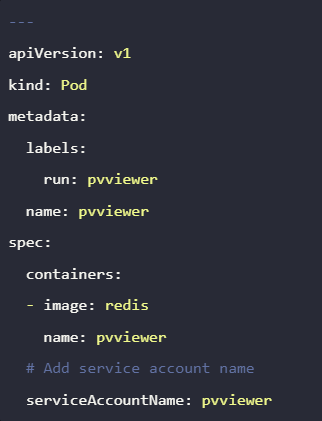 ---
apiVersion: v1
kind: Pod
metadata:
  labels:
    run: pvviewer
  name: pvviewer
spec:
  containers:
  - image: redis
    name: pvviewer
  # Add service account name
  serviceAccountName: pvviewer